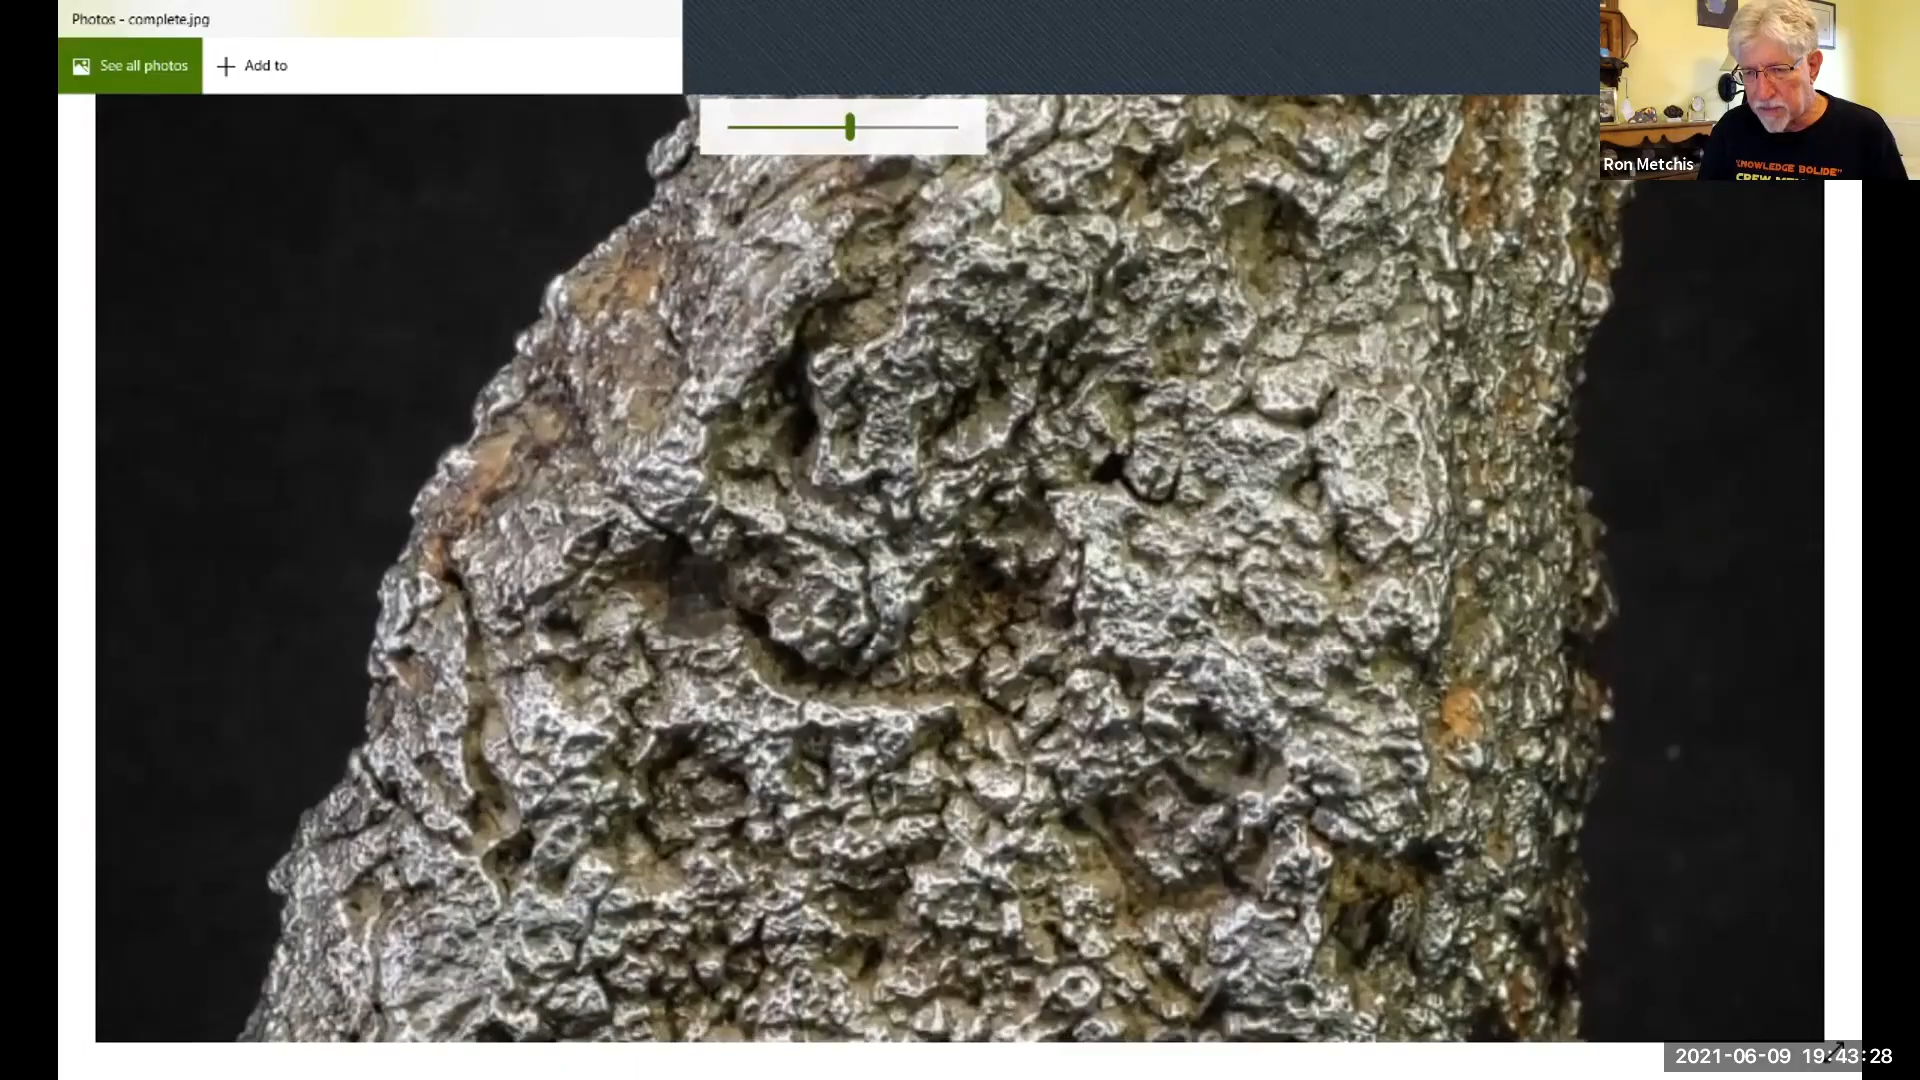 Photos - complete.jpg
See all photos
Add to
Ron Metchis
KNOWLEDGE BOLIDE"
2021-06-09 19:43:28